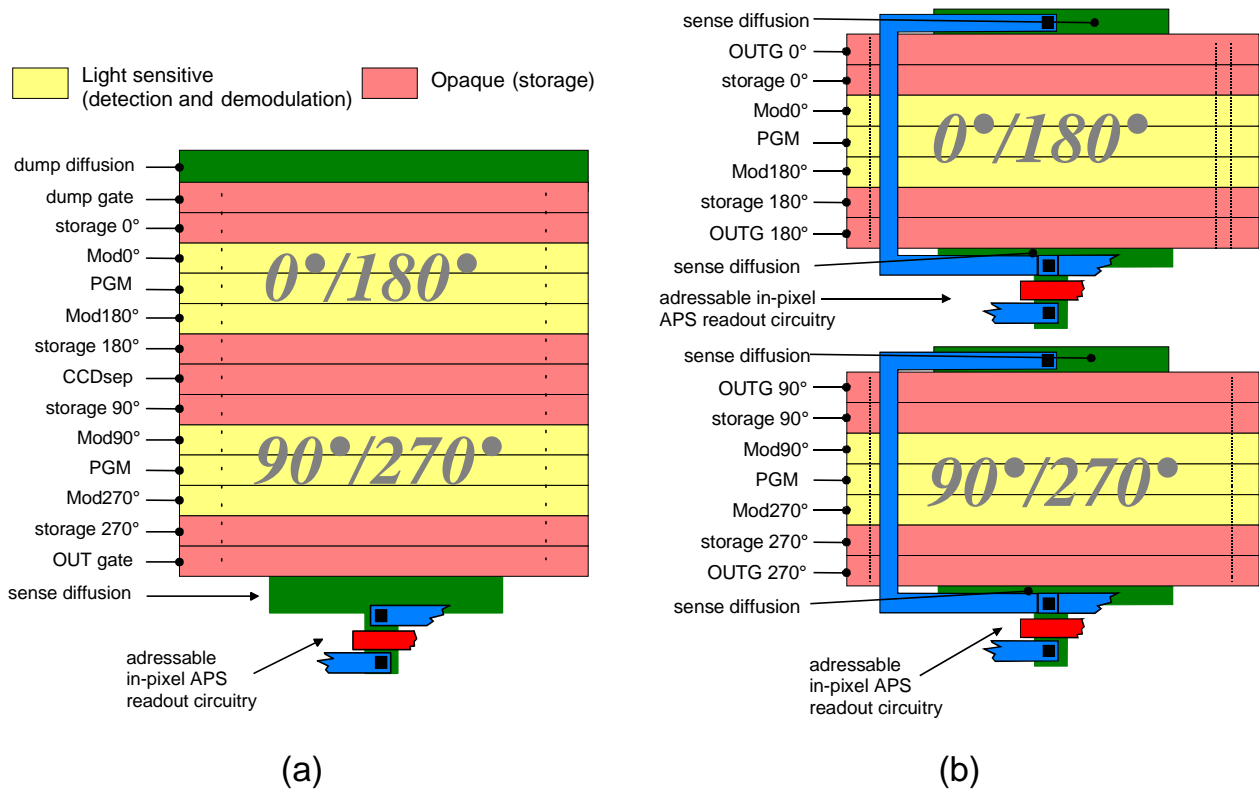 Light sensitive
(detection and demodulation)
Opaque (storage)
dump diffusion
dump gate
storage 0°
Mod0°
PGM
Mod180°
storage 180°
CCDsep
storage 90°
Mod90°
PGM
Mod270°
storage 270°
OUT gate
sense diffusion
0°/180°
90°/270°
adressable
in-pixel APS
readout circuitry
(a)
sense diffusion
OUTG 0°
storage 0°
Mod0°
PGM
Mod180°
storage 180°
OUTG 180°
sense diffusion
0°/180°
adressable in-pixel
APS readout circuitry
sense diffusion
OUTG 90°
storage 90°
Mod90°
PGM
Mod270°
storage 270°
OUTG 270°
sense diffusion
90°/270°
adressable
in-pixel APS
readout circuitry
(b)